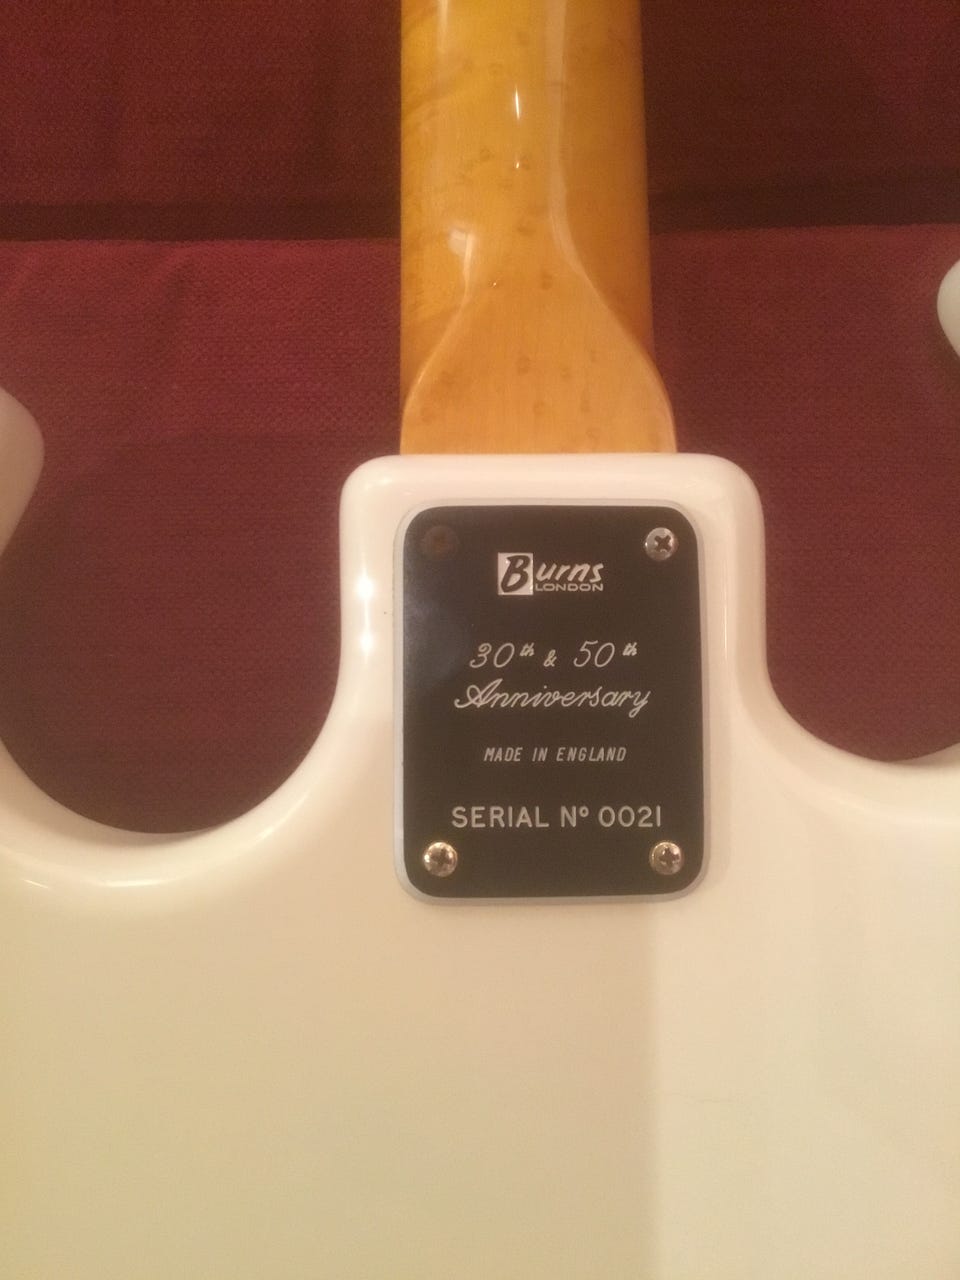 Burns
LONDON
30th & 50th
Anniversary
MADE IN ENGLAND
SERIAL Nº 0021